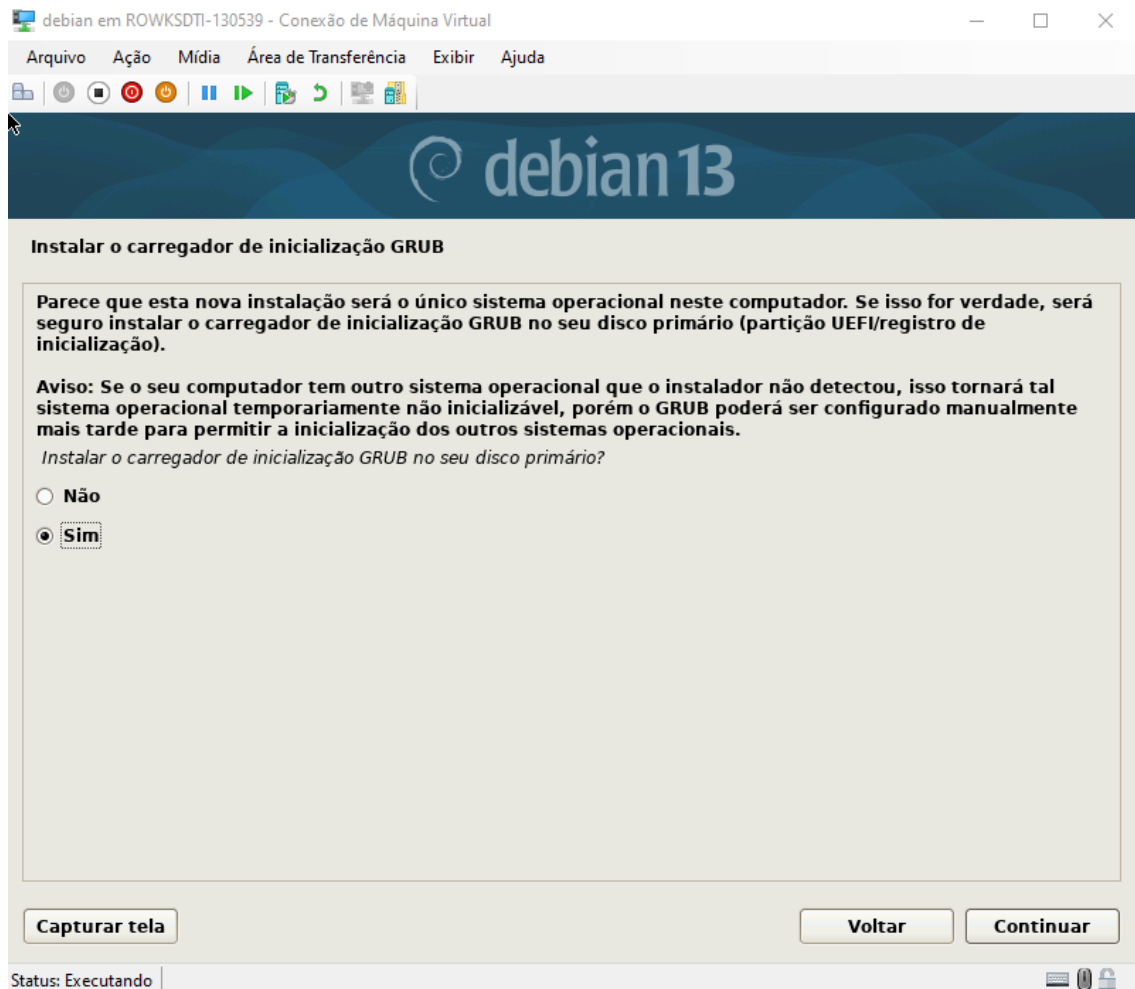 debian em ROWKSDTI-130539 - Conexão de Máquina Virtual
Arquivo Ação Mídia Área de Transferência Exibir Ajuda
debian 13
Instalar o carregador de inicialização GRUB
Parece que esta nova instalação será o único sistema operacional neste computador. Se isso for verdade, será
seguro instalar o carregador de inicialização GRUB no seu disco primário (partição UEFI/registro de
inicialização).
Aviso: Se o seu computador tem outro sistema operacional que o instalador não detectou, isso tornará tal
sistema operacional temporariamente não inicializável, porém o GRUB poderá ser configurado manualmente
mais tarde para permitir a inicialização dos outros sistemas operacionais.
Instalar o carregador de inicialização GRUB no seu disco primário?
Não
Sim
Capturar tela Voltar Continuar
Status: Executando